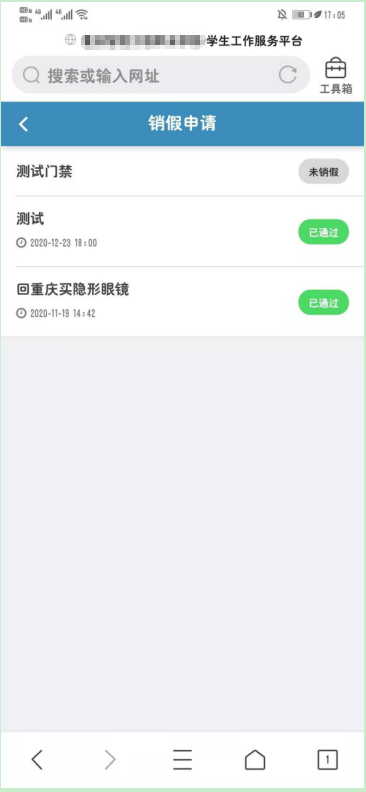 17:05
学生工作服务平台
搜索或输入网址
工具箱
销假申请
测试门禁
未销假
测试
已通过
2020-12-23 18:00
回重庆买隐形眼镜
已通过
2020-11-19 14:42
1